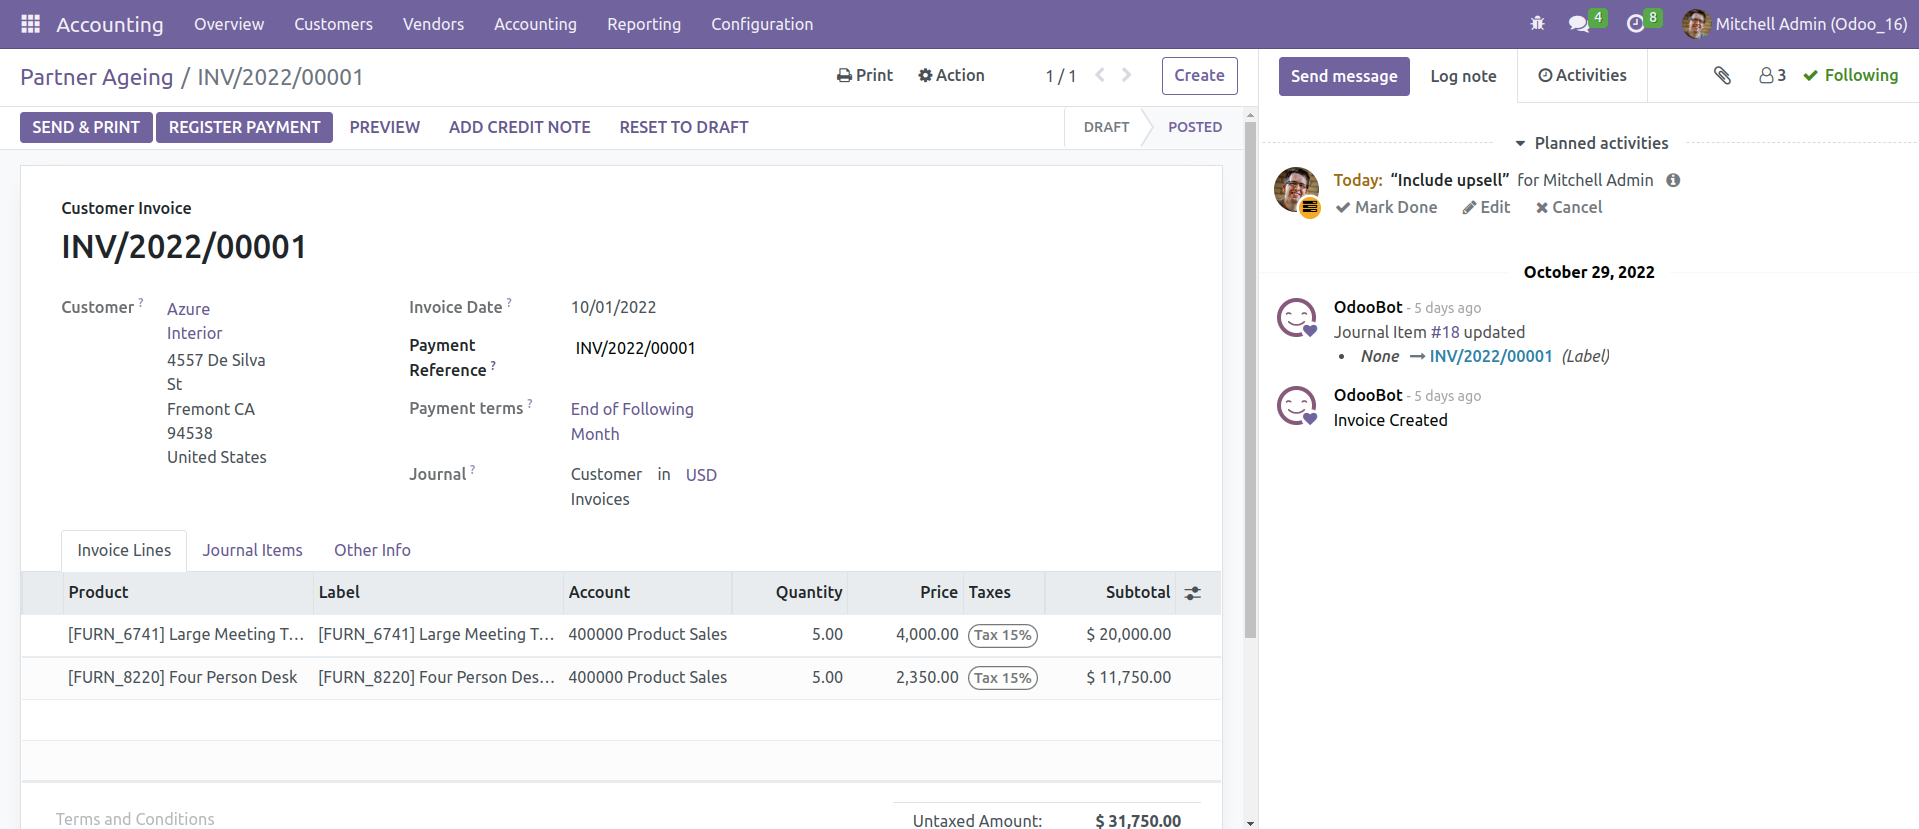 Accounting Overview Customers Vendors Accounting Reporting Configuration 4 8 Mitchell Admin (Odoo_16)
Partner Ageing / INV/2022/00001 Print Action 1 / 1 Create
SEND & PRINT REGISTER PAYMENT PREVIEW ADD CREDIT NOTE RESET TO DRAFT DRAFT POSTED
Customer Invoice
INV/2022/00001
Customer ?
Azure
Interior
4557 De Silva
St
Fremont CA
94538
United States
Invoice Date ? 10/01/2022
Payment
Reference ?
INV/2022/00001
Payment terms ? End of Following
Month
Journal ? Customer in USD
Invoices
Invoice Lines Journal Items Other Info
Product Label Account Quantity Price Taxes Subtotal
[FURN_6741] Large Meeting T... [FURN_6741] Large Meeting T... 400000 Product Sales 5.00 4,000.00 Tax 15% $ 20,000.00
[FURN_8220] Four Person Desk [FURN_8220] Four Person Des... 400000 Product Sales 5.00 2,350.00 Tax 15% $ 11,750.00
Terms and Conditions
Untaxed Amount: $ 31,750.00
Send message Log note Activities 3 Following
Planned activities
Today: “Include upsell” for Mitchell Admin
Mark Done Edit Cancel
October 29, 2022
OdooBot - 5 days ago
Journal Item #18 updated
• None → INV/2022/00001 (Label)
OdooBot - 5 days ago
Invoice Created